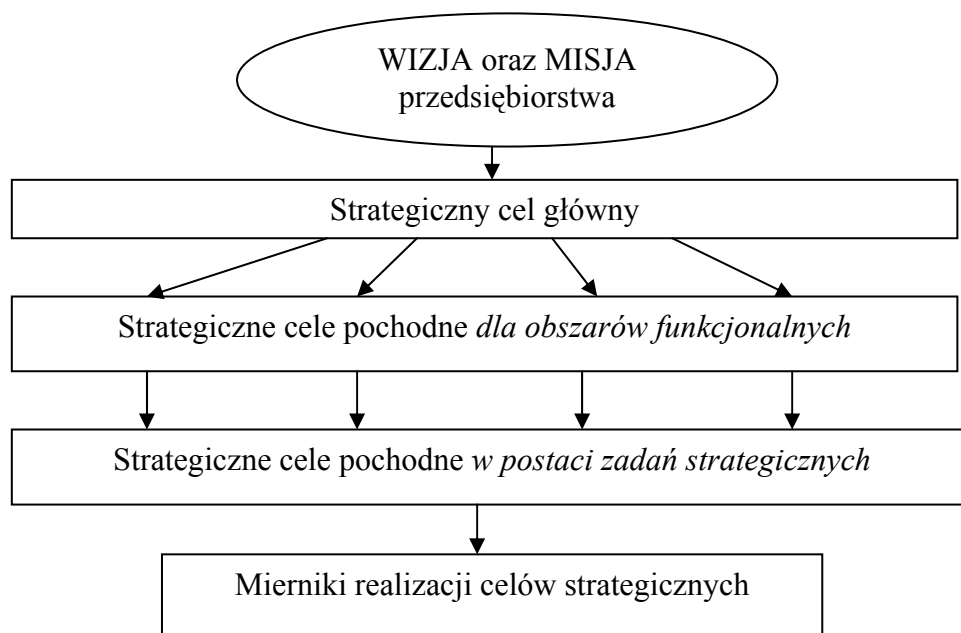 WIZJA oraz MISJA
przedsiębiorstwa
Strategiczny cel główny
Strategiczne cele pochodne dla obszarów funkcjonalnych
Strategiczne cele pochodne w postaci zadań strategicznych
Mierniki realizacji celów strategicznych